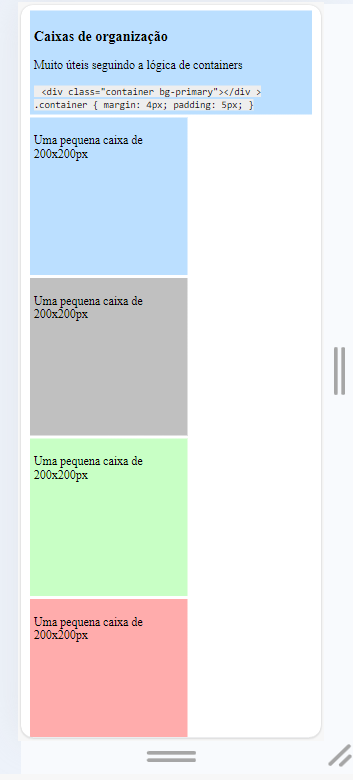 Caixas de organização
Muito úteis seguindo a lógica de containers
<div class="container bg-primary"></div >
.container { margin: 4px; padding: 5px; }
Uma pequena caixa de
200x200px
Uma pequena caixa de
200x200px
Uma pequena caixa de
200x200px
Uma pequena caixa de
200x200px